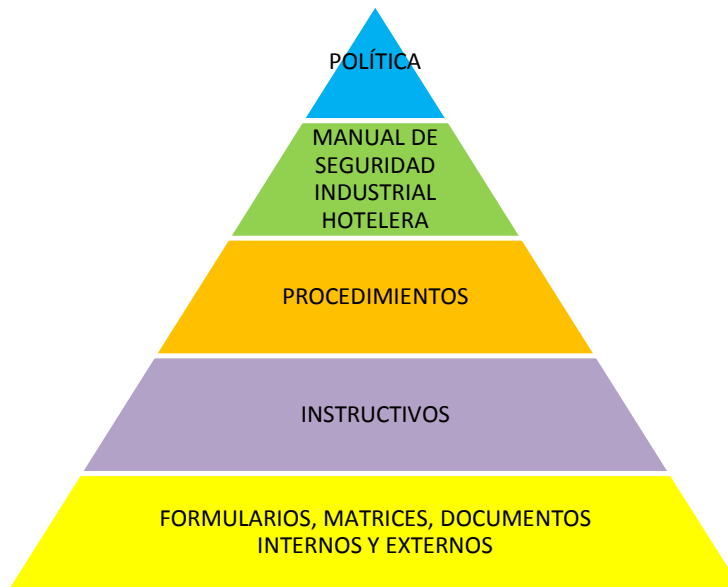 POLÍTICA
MANUAL DE
SEGURIDAD
INDUSTRIAL
HOTELERA
PROCEDIMIENTOS
INSTRUCTIVOS
FORMULARIOS, MATRICES, DOCUMENTOS
INTERNOS Y EXTERNOS